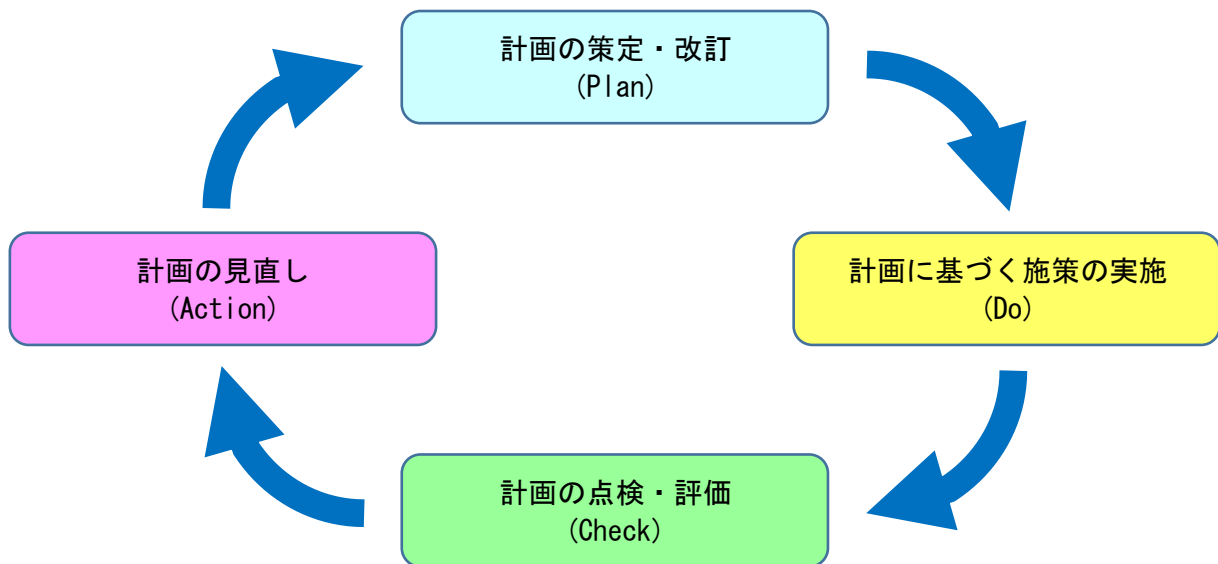 計画の策定・改訂
(Plan)
計画に基づく施策の実施
(Do)
計画の点検・評価
(Check)
計画の見直し
(Action)